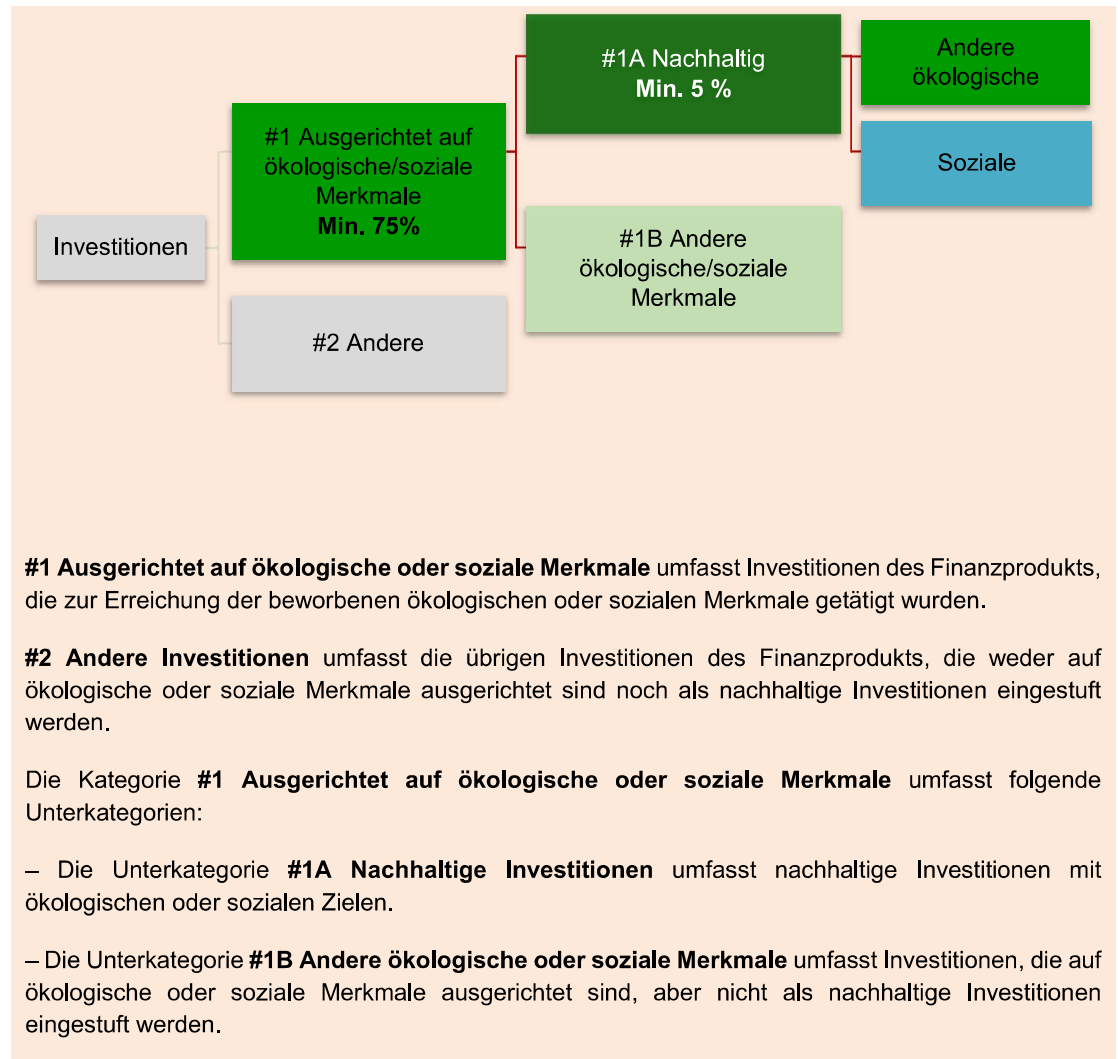 Investitionen
#1 Ausgerichtet auf
ökologische/soziale
Merkmale
Min. 75%
#2 Andere
#1A Nachhaltig
Min. 5 %
#1B Andere
ökologische/soziale
Merkmale
Andere
ökologische
Soziale
#1 Ausgerichtet auf ökologische oder soziale Merkmale umfasst Investitionen des Finanzprodukts,
die zur Erreichung der beworbenen ökologischen oder sozialen Merkmale getätigt wurden.
#2 Andere Investitionen umfasst die übrigen Investitionen des Finanzprodukts, die weder auf
ökologische oder soziale Merkmale ausgerichtet sind noch als nachhaltige Investitionen eingestuft
werden.
Die Kategorie #1 Ausgerichtet auf ökologische oder soziale Merkmale umfasst folgende
Unterkategorien:
– Die Unterkategorie #1A Nachhaltige Investitionen umfasst nachhaltige Investitionen mit
ökologischen oder sozialen Zielen.
– Die Unterkategorie #1B Andere ökologische oder soziale Merkmale umfasst Investitionen, die auf
ökologische oder soziale Merkmale ausgerichtet sind, aber nicht als nachhaltige Investitionen
eingestuft werden.